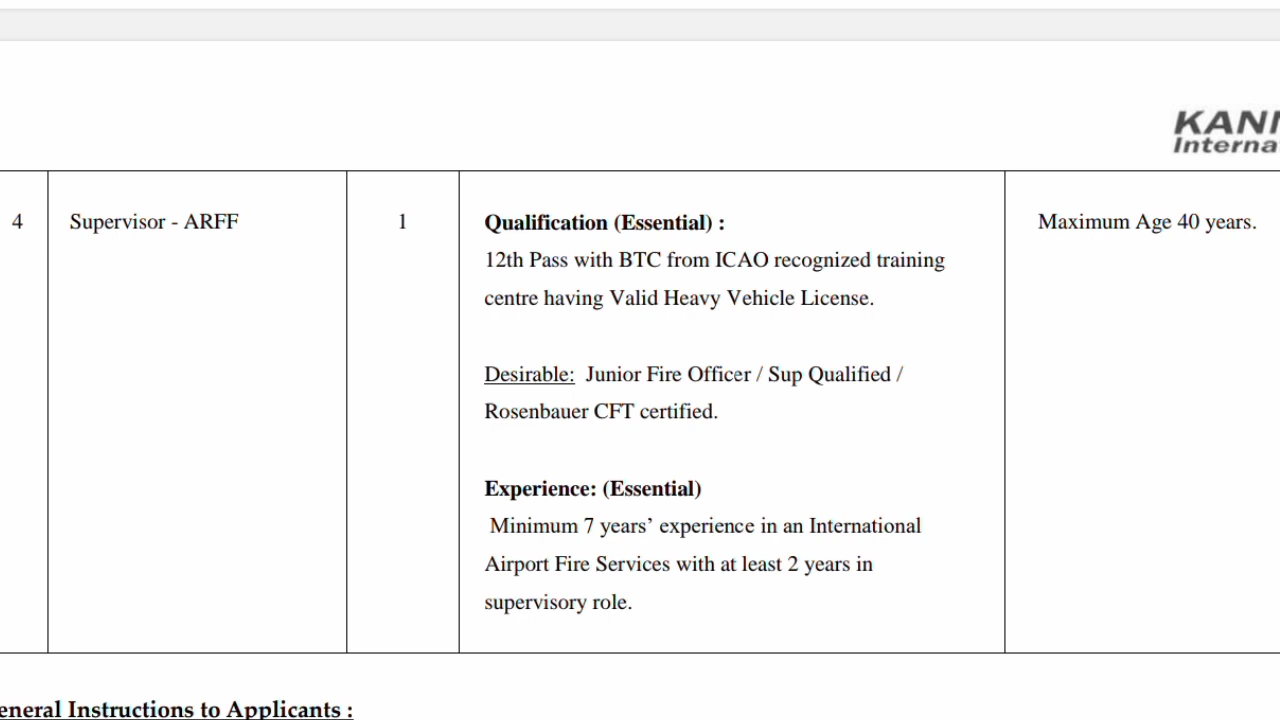 KAN
Interna
4 Supervisor - ARFF 1 Qualification (Essential) : Maximum Age 40 years.
12th Pass with BTC from ICAO recognized training
centre having Valid Heavy Vehicle License.
Desirable: Junior Fire Officer / Sup Qualified /
Rosenbauer CFT certified.
Experience: (Essential)
Minimum 7 years’ experience in an International
Airport Fire Services with at least 2 years in
supervisory role.
eneral Instructions to Applicants :